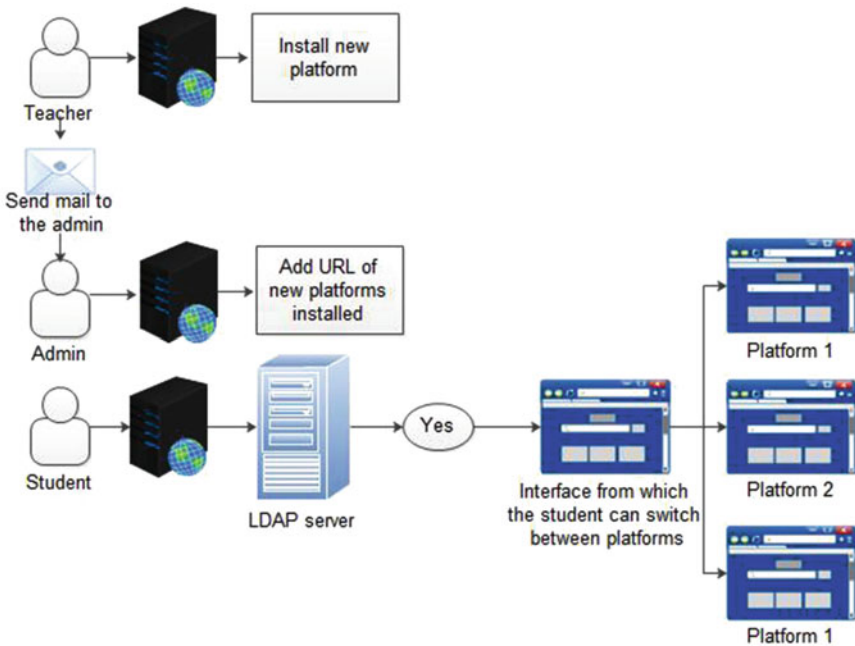 Install new
platform
Teacher
Send mail to
the admin
Add URL of
new platforms
installed
Admin
Platform 1
Yes
Student
LDAP server
Interface from which
the student can switch
between platforms
Platform 2
Platform 1